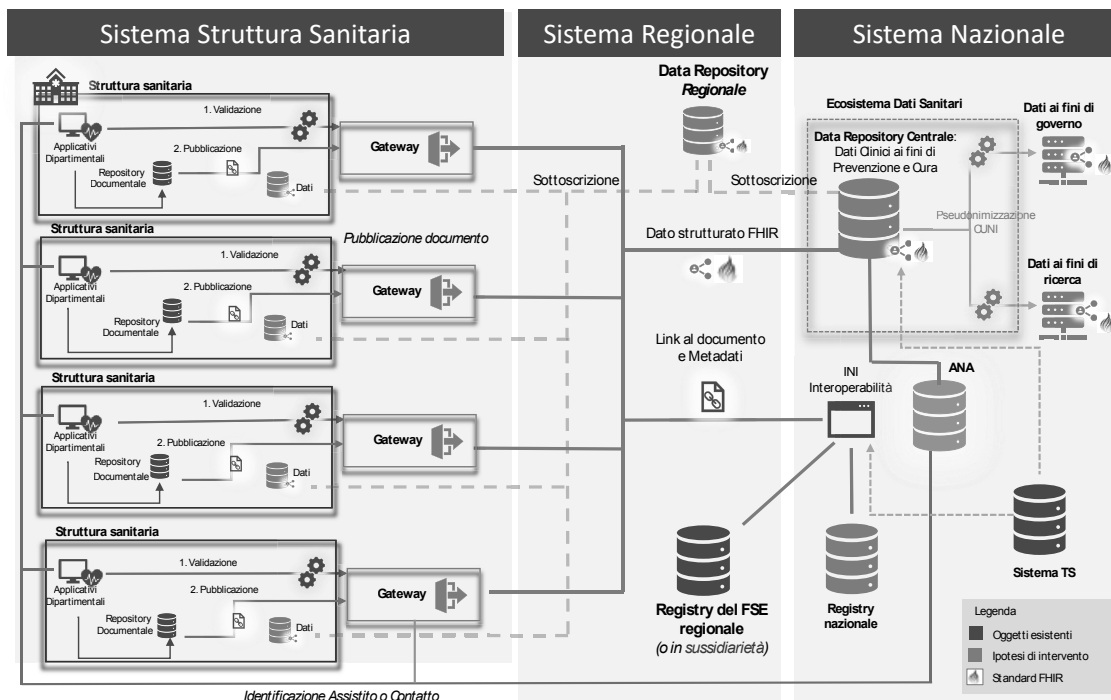 Sistema Struttura Sanitaria
Sistema Regionale
Sistema Nazionale
Struttura sanitaria
1. Validazione
Applicativi
Dipartimentali
2. Pubblicazione
Repository
Documentale
Dati
Gateway
Struttura sanitaria
1. Validazione
Applicativi
Dipartimentali
2. Pubblicazione
Repository
Documentale
Dati
Pubblicazione documento
Gateway
Struttura sanitaria
1. Validazione
Applicativi
Dipartimentali
2. Pubblicazione
Repository
Documentale
Dati
Gateway
Struttura sanitaria
1. Validazione
Applicativi
Dipartimentali
2. Pubblicazione
Repository
Documentale
Dati
Gateway
Identificazione Assistito o Contatto
Data Repository
Regionale
Sottoscrizione
Sottoscrizione
Dato strutturato FHIR
Link al documento
e Metadati
Registry del FSE
regionale
(o in sussidiarietà)
Ecosistema Dati Sanitari
Data Repository Centrale:
Dati Clinici ai fini di
Prevenzione e Cura
Pseudonimizzazione
CUNI
Dati ai fini di
governo
Dati ai fini di
ricerca
INI
Interoperabilità
ANA
Registry
nazionale
Sistema TS
Legenda
Oggetti esistenti
Ipotesi di intervento
Standard FHIR